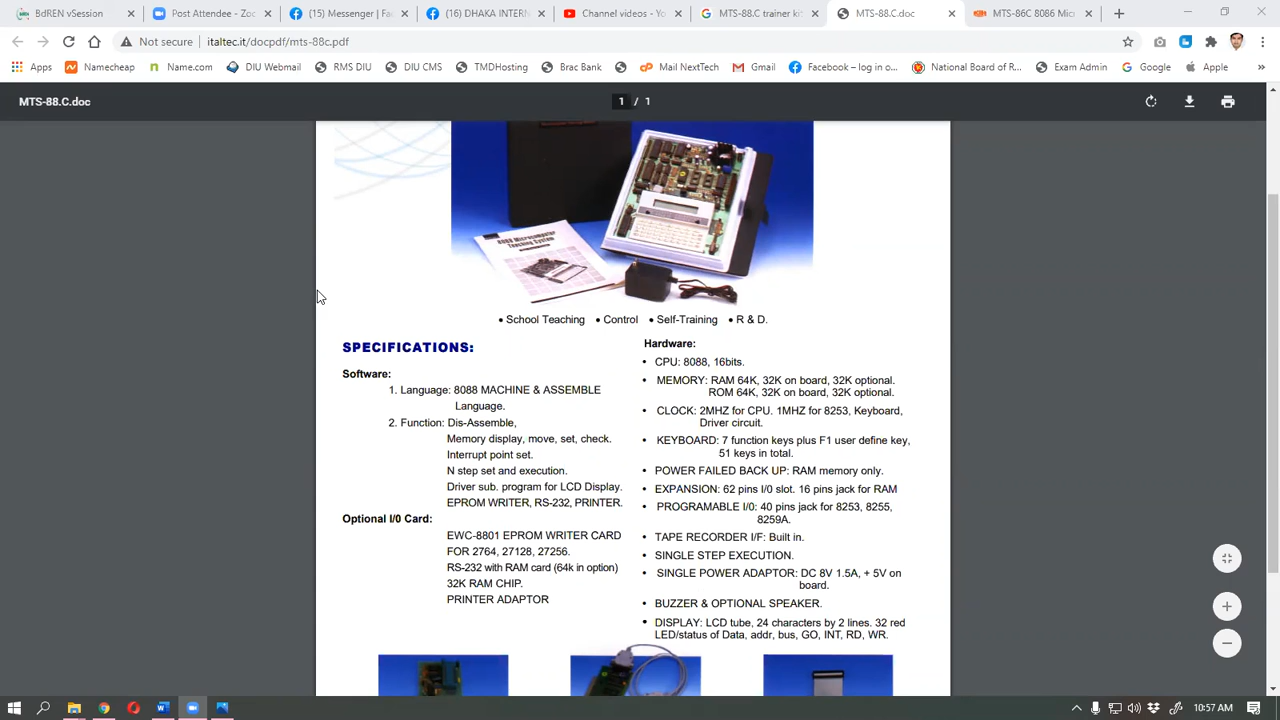 BdREN vSession
Post Attendee - Zoo
(15) Messenger | Fa
(16) DHAKA INTERN
Channel videos - Yo
MTS-88.C trainer kit
MTS-88.C.doc
MTS-86C 8086 Micr
Not secure
italtec.it/docpdf/mts-88c.pdf
Apps
Namecheap
Name.com
DIU Webmail
RMS DIU
DIU CMS
TMDHosting
Brac Bank
Mail NextTech
Gmail
Facebook – log in o...
National Board of R...
Exam Admin
Google
Apple
MTS-88.C.doc
1 / 1
8088 Microcomputer
Teaching System
• School Teaching • Control • Self-Training • R & D.
SPECIFICATIONS:
Software:
1. Language: 8088 MACHINE & ASSEMBLE
Language.
2. Function: Dis-Assemble,
Memory display, move, set, check.
Interrupt point set.
N step set and execution.
Driver sub. program for LCD Display.
EPROM WRITER, RS-232, PRINTER.
Optional I/0 Card:
EWC-8801 EPROM WRITER CARD
FOR 2764, 27128, 27256.
RS-232 with RAM card (64k in option)
32K RAM CHIP.
PRINTER ADAPTOR
Hardware:
• CPU: 8088, 16bits.
• MEMORY: RAM 64K, 32K on board, 32K optional.
ROM 64K, 32K on board, 32K optional.
• CLOCK: 2MHZ for CPU. 1MHZ for 8253, Keyboard,
Driver circuit.
• KEYBOARD: 7 function keys plus F1 user define key,
51 keys in total.
• POWER FAILED BACK UP: RAM memory only.
• EXPANSION: 62 pins I/0 slot. 16 pins jack for RAM
• PROGRAMABLE I/0: 40 pins jack for 8253, 8255,
8259A.
• TAPE RECORDER I/F: Built in.
• SINGLE STEP EXECUTION.
• SINGLE POWER ADAPTOR: DC 8V 1.5A, + 5V on
board.
• BUZZER & OPTIONAL SPEAKER.
• DISPLAY: LCD tube, 24 characters by 2 lines. 32 red
LED/status of Data, addr, bus, GO, INT, RD, WR.
10:57 AM